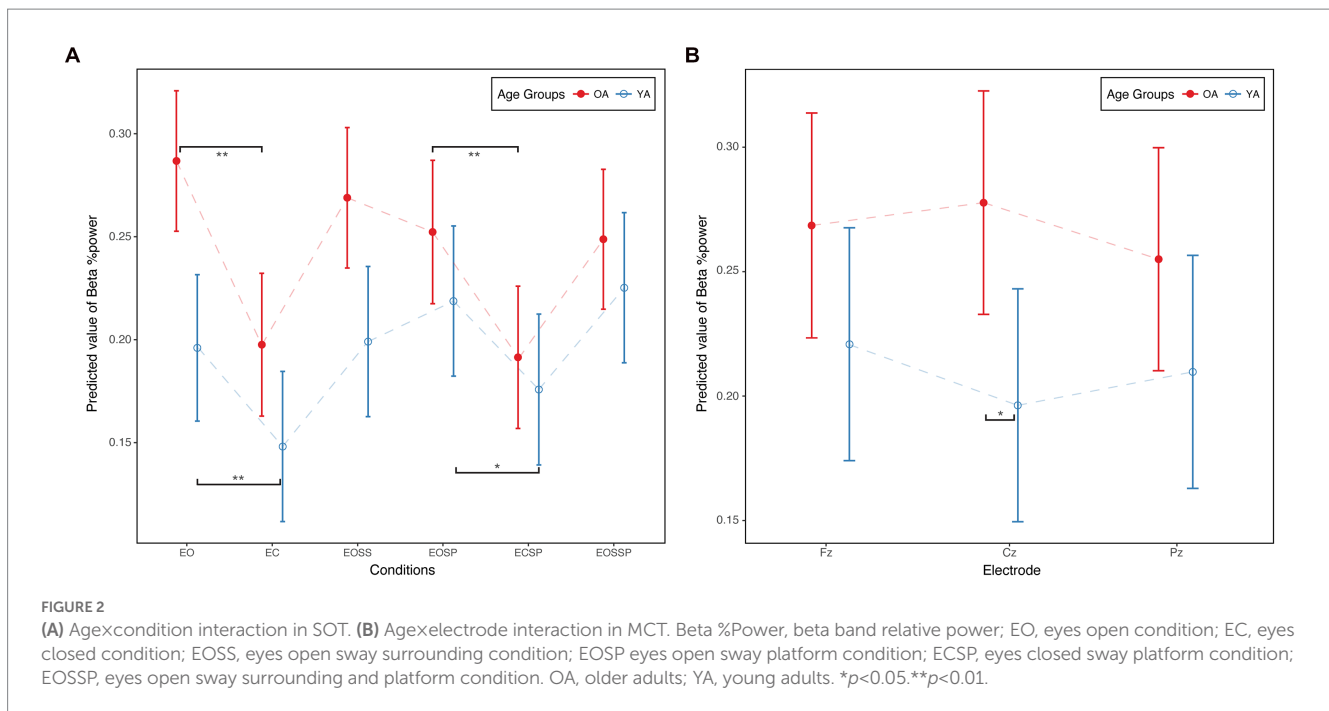 A
Age Groups OA YA
0.30
0.25
0.20
0.15
Predicted value of Beta %power
**
**
**
*
EO EC EOSS EOSP ECSP EOSSP
Conditions
B
Age Groups OA YA
0.30
0.25
0.20
0.15
Predicted value of Beta %power
*
Fz Cz Pz
Electrode
FIGURE 2
(A) Age×condition interaction in SOT. (B) Age×electrode interaction in MCT. Beta %Power, beta band relative power; EO, eyes open condition; EC, eyes
closed condition; EOSS, eyes open sway surrounding condition; EOSP eyes open sway platform condition; ECSP, eyes closed sway platform condition;
EOSSP, eyes open sway surrounding and platform condition. OA, older adults; YA, young adults. *p<0.05.**p<0.01.